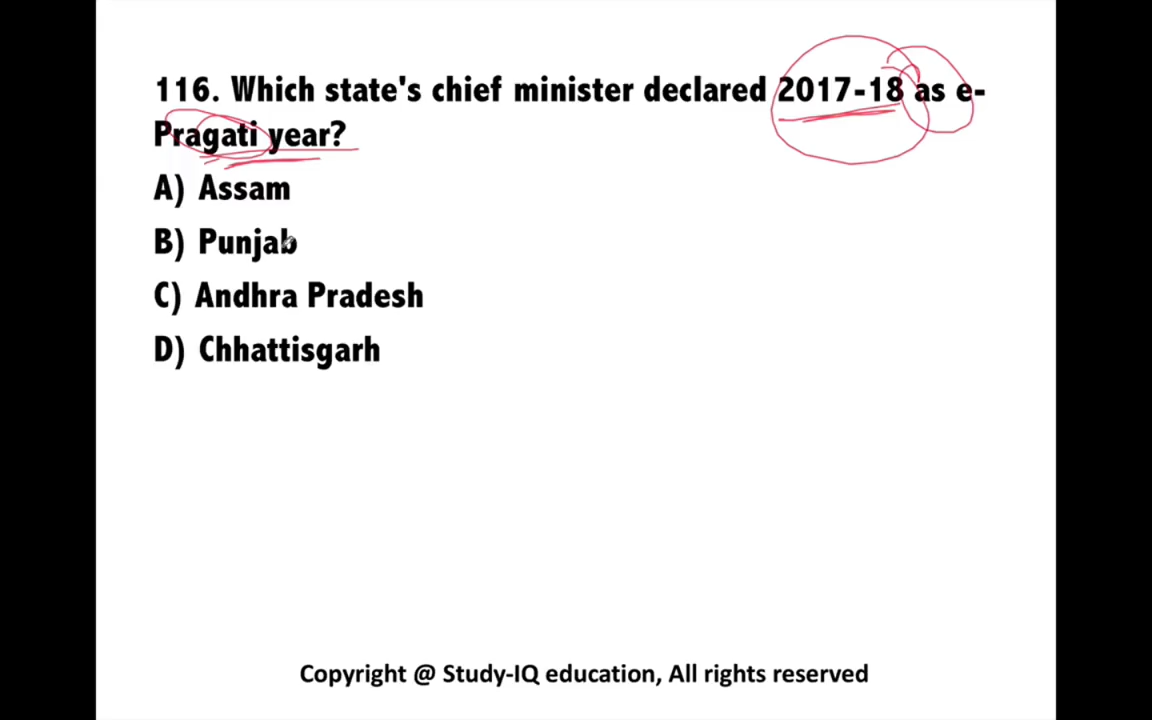 116. Which state's chief minister declared 2017-18 as e-
Pragati year?
A) Assam
B) Punjab
C) Andhra Pradesh
D) Chhattisgarh
Copyright @ Study-IQ education, All rights reserved